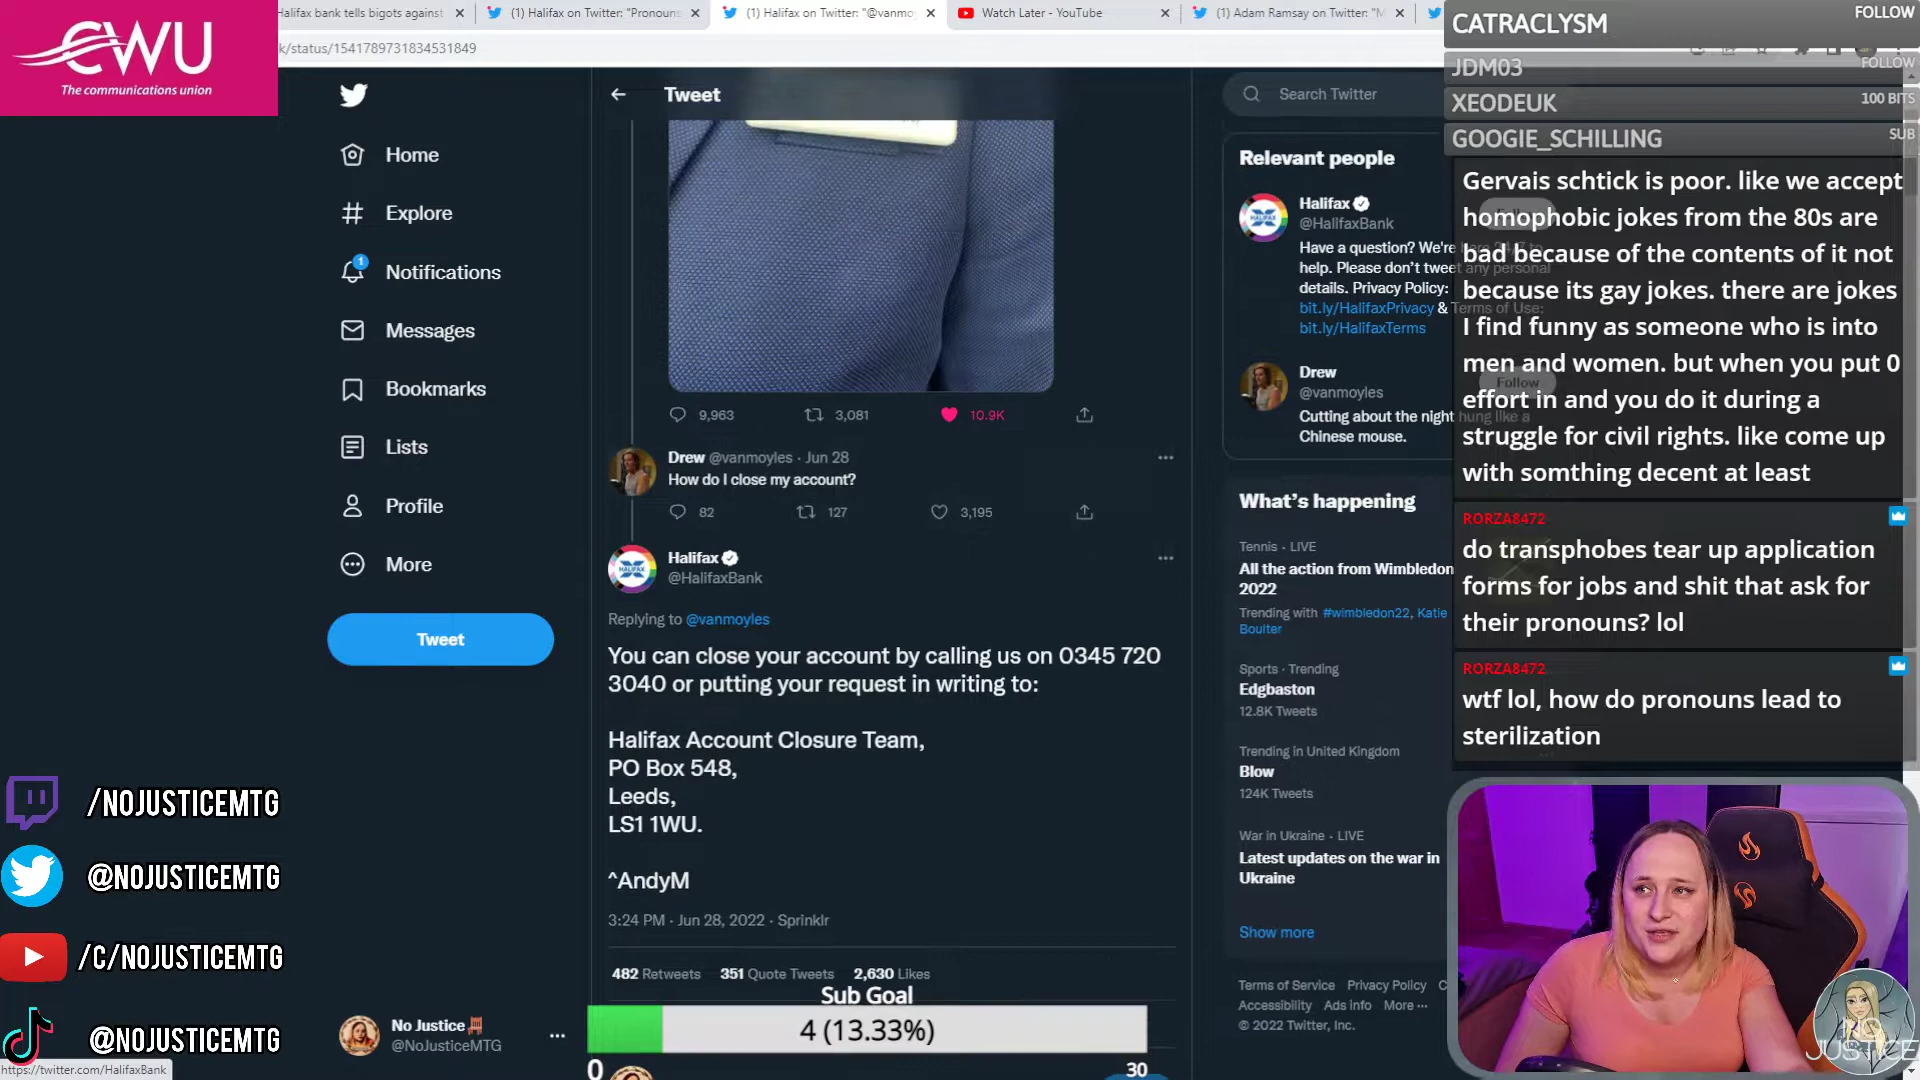 CWU
The communications union
Halifax bank tells bigots against
(1) Halifax on Twitter: "Pronouns
(1) Halifax on Twitter: "@vanmo
Watch Later - YouTube
(1) Adam Ramsay on Twitter: "M
k/status/1541789731834531849
CATRACLYSM FOLLOW
JDM03 FOLLOW
XEODEUK 100 BITS
GOOGIE_SCHILLING SUB
Home
Explore
1
Notifications
Messages
Bookmarks
Lists
Profile
More
Tweet
No Justice
@NoJusticeMTG
https://twitter.com/HalifaxBank
Tweet
9,963 3,081 10.9K
Drew @vanmoyles · Jun 28
How do I close my account?
82 127 3,195
Halifax
@HalifaxBank
Replying to @vanmoyles
You can close your account by calling us on 0345 720
3040 or putting your request in writing to:
Halifax Account Closure Team,
PO Box 548,
Leeds,
LS1 1WU.
^AndyM
3:24 PM · Jun 28, 2022 · Sprinklr
482 Retweets 351 Quote Tweets 2,630 Likes
Sub Goal
4 (13.33%)
0 30
Search Twitter
Relevant people
Halifax
@HalifaxBank
Follow
Have a question? We're here 24/7 to
help. Please don't tweet any personal
details. Privacy Policy:
bit.ly/HalifaxPrivacy & Terms of Use:
bit.ly/HalifaxTerms
Drew
@vanmoyles
Follow
Cutting about the night hung like a
Chinese mouse.
What's happening
Tennis · LIVE
All the action from Wimbledon
2022
Trending with #wimbledon22, Katie
Boulter
Sports · Trending
Edgbaston
12.8K Tweets
Trending in United Kingdom
Blow
124K Tweets
War in Ukraine · LIVE
Latest updates on the war in
Ukraine
Show more
Terms of Service Privacy Policy C
Accessibility Ads info More ···
© 2022 Twitter, Inc.
Gervais schtick is poor. like we accept
homophobic jokes from the 80s are
bad because of the contents of it not
because its gay jokes. there are jokes
I find funny as someone who is into
men and women. but when you put 0
effort in and you do it during a
struggle for civil rights. like come up
with somthing decent at least
RORZA8472
do transphobes tear up application
forms for jobs and shit that ask for
their pronouns? lol
RORZA8472
wtf lol, how do pronouns lead to
sterilization
/NOJUSTICEMTG
@NOJUSTICEMTG
/C/NOJUSTICEMTG
@NOJUSTICEMTG
NO
JUSTICE